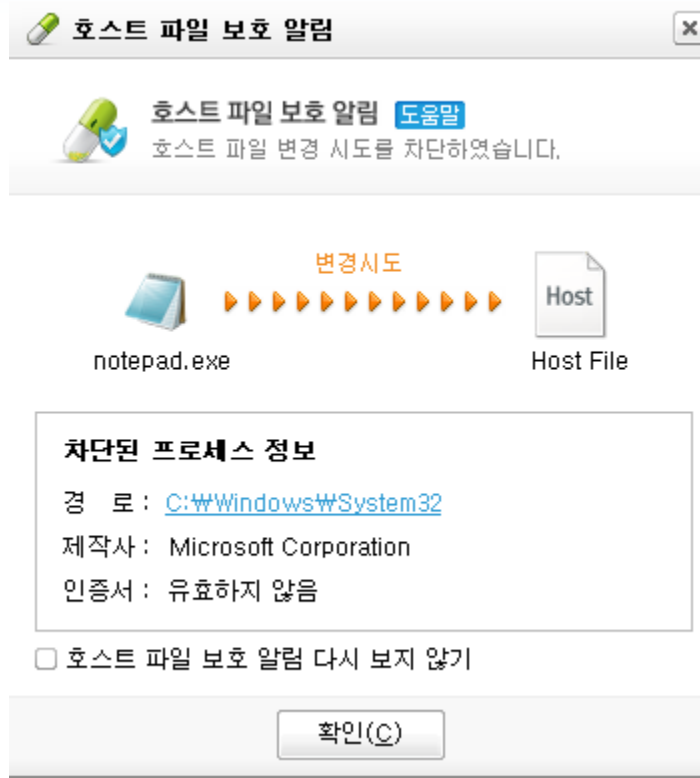 호스트 파일 보호 알림
호스트 파일 보호 알림 도움말
호스트 파일 변경 시도를 차단하였습니다.
변경시도
Host
notepad.exe
Host File
차단된 프로세스 정보
경 로 : C:₩Windows₩System32
제작사 : Microsoft Corporation
인증서 : 유효하지 않음
호스트 파일 보호 알림 다시 보지 않기
확인(C)